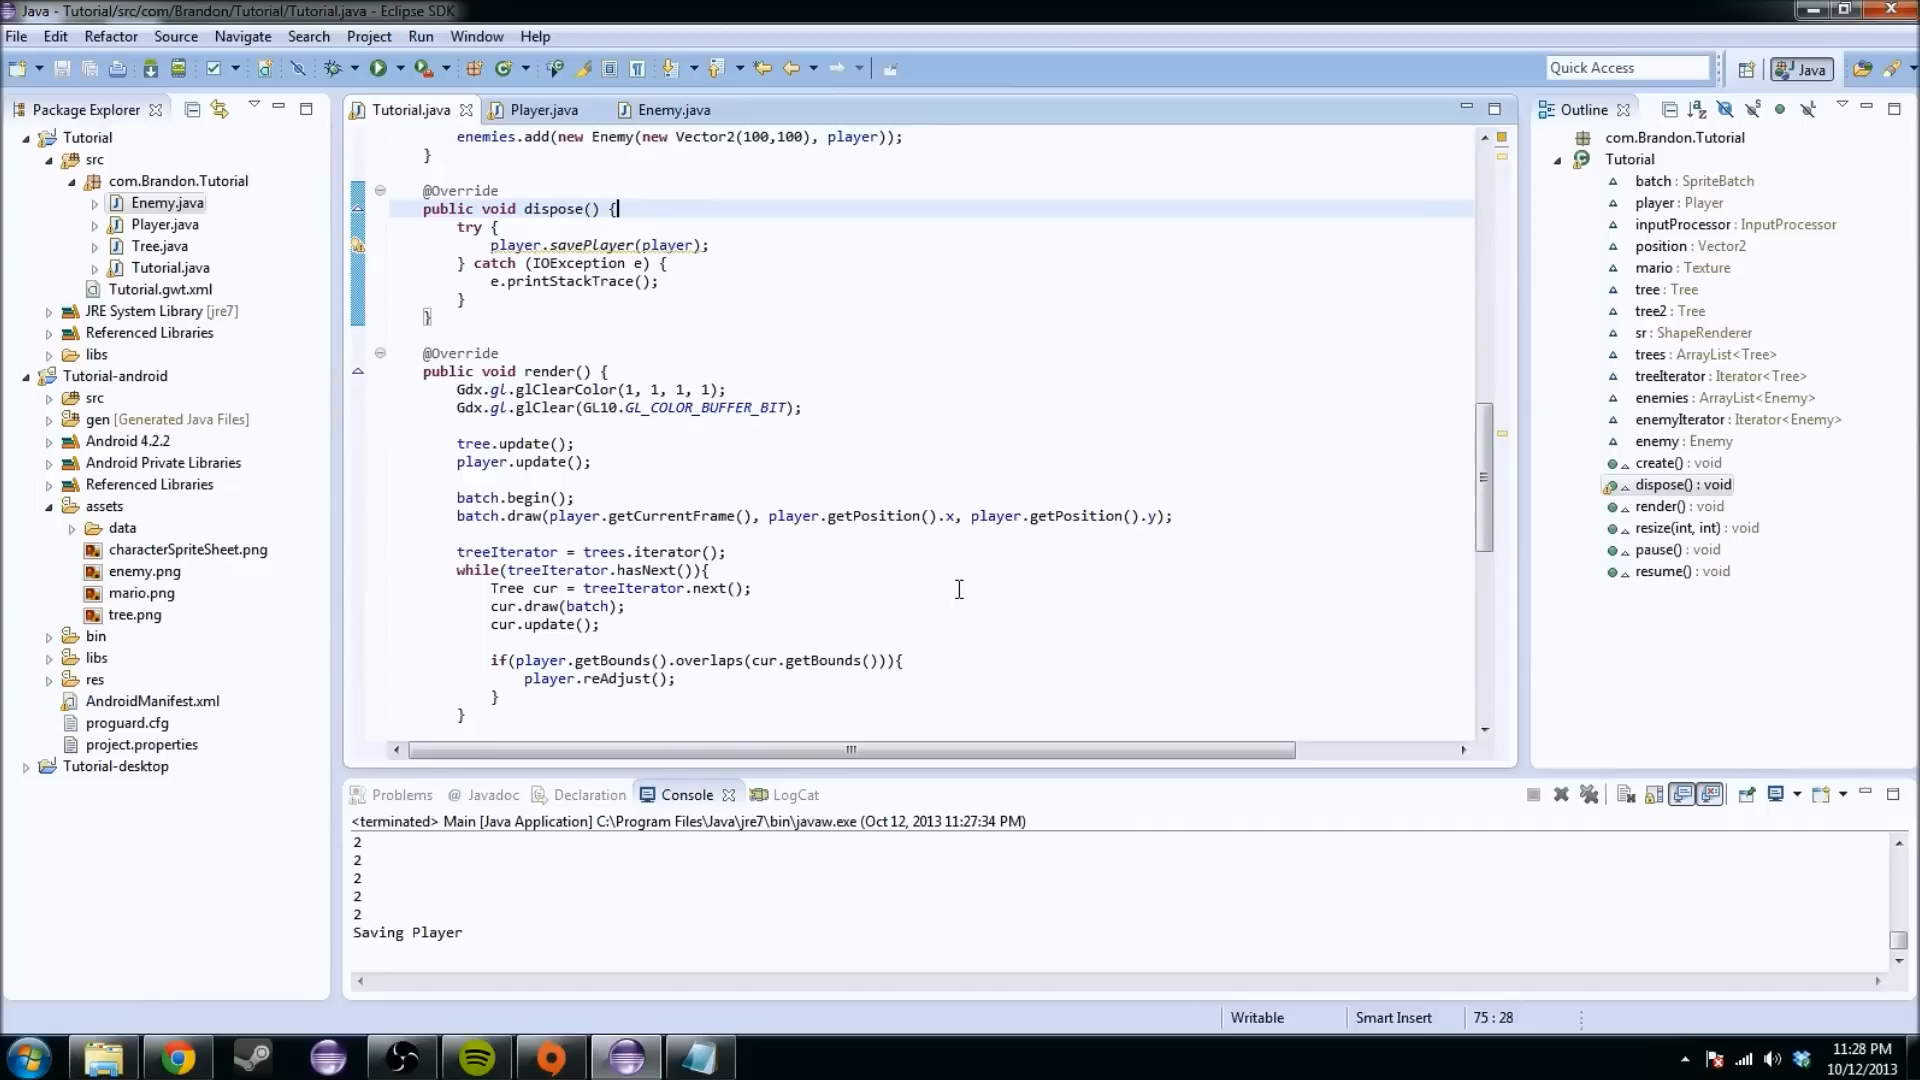 Java - Tutorial/src/com/Brandon/Tutorial/Tutorial.java - Eclipse SDK
File Edit Refactor Source Navigate Search Project Run Window Help
Quick Access
Java
Package Explorer
Tutorial
src
com.Brandon.Tutorial
Enemy.java
Player.java
Tree.java
Tutorial.java
Tutorial.gwt.xml
JRE System Library [jre7]
Referenced Libraries
libs
Tutorial-android
src
gen [Generated Java Files]
Android 4.2.2
Android Private Libraries
Referenced Libraries
assets
data
characterSpriteSheet.png
enemy.png
mario.png
tree.png
bin
libs
res
AndroidManifest.xml
proguard.cfg
project.properties
Tutorial-desktop
Tutorial.java Player.java Enemy.java
enemies.add(new Enemy(new Vector2(100,100), player));
}
@Override
public void dispose() {
try {
player.savePlayer(player);
} catch (IOException e) {
e.printStackTrace();
}
}
@Override
public void render() {
Gdx.gl.glClearColor(1, 1, 1, 1);
Gdx.gl.glClear(GL10.GL_COLOR_BUFFER_BIT);
tree.update();
player.update();
batch.begin();
batch.draw(player.getCurrentFrame(), player.getPosition().x, player.getPosition().y);
treeIterator = trees.iterator();
while(treeIterator.hasNext()){
Tree cur = treeIterator.next();
cur.draw(batch);
cur.update();
if(player.getBounds().overlaps(cur.getBounds())){
player.reAdjust();
}
}
Outline
com.Brandon.Tutorial
Tutorial
batch : SpriteBatch
player : Player
inputProcessor : InputProcessor
position : Vector2
mario : Texture
tree : Tree
tree2 : Tree
sr : ShapeRenderer
trees : ArrayList<Tree>
treeIterator : Iterator<Tree>
enemies : ArrayList<Enemy>
enemyIterator : Iterator<Enemy>
enemy : Enemy
create() : void
dispose() : void
render() : void
resize(int, int) : void
pause() : void
resume() : void
Problems @ Javadoc Declaration Console LogCat
<terminated> Main [Java Application] C:\Program Files\Java\jre7\bin\javaw.exe (Oct 12, 2013 11:27:34 PM)
2
2
2
2
2
Saving Player
Writable Smart Insert 75 : 28
11:28 PM
10/12/2013